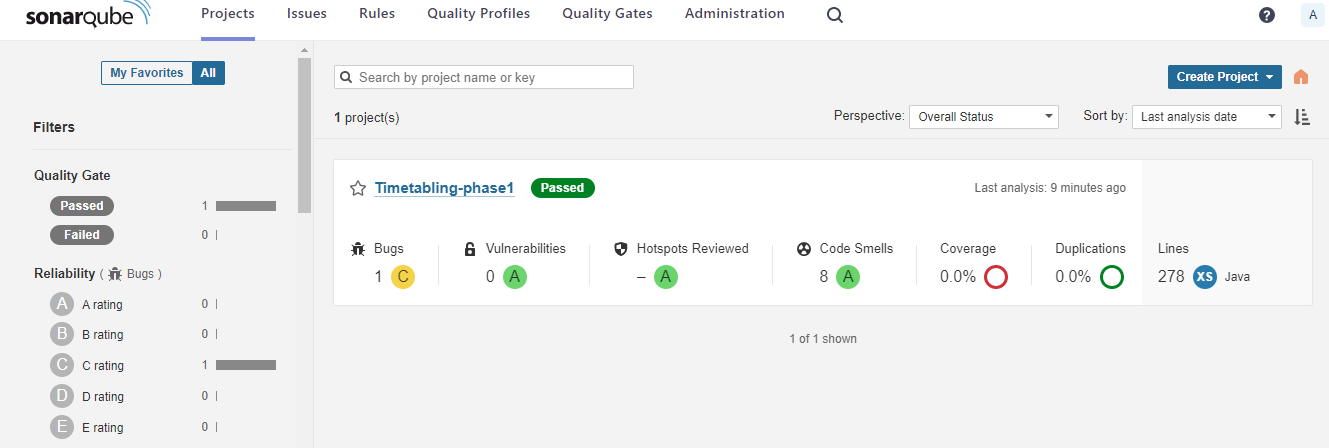 sonarqube
Projects Issues Rules Quality Profiles Quality Gates Administration ? A
My Favorites All
Filters
Quality Gate
Passed 1
Failed 0
Reliability ( Bugs )
A A rating 0
B B rating 0
C C rating 1
D D rating 0
E E rating 0
Search by project name or key
Create Project
1 project(s)
Perspective: Overall Status Sort by: Last analysis date
Timetabling-phase1 Passed Last analysis: 9 minutes ago
Bugs Vulnerabilities Hotspots Reviewed Code Smells Coverage Duplications Lines
1 C 0 A – A 8 A 0.0% 0.0% 278 XS Java
1 of 1 shown